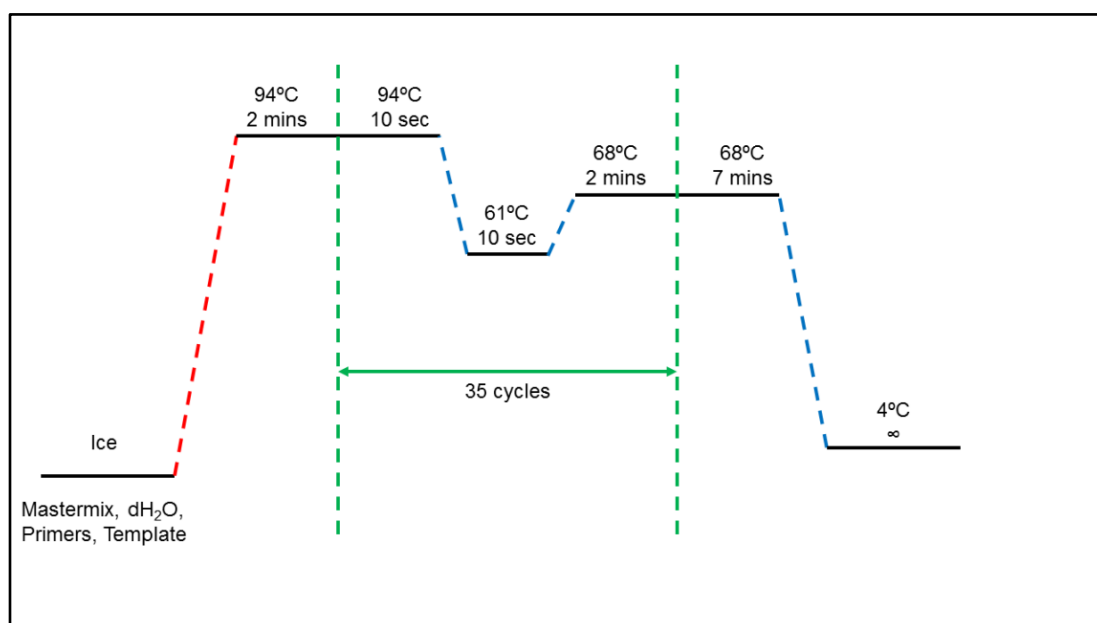 94ºC
2 mins
94ºC
10 sec
61ºC
10 sec
68ºC
2 mins
68ºC
7 mins
35 cycles
4ºC
∞
Ice
Mastermix, dH₂O,
Primers, Template